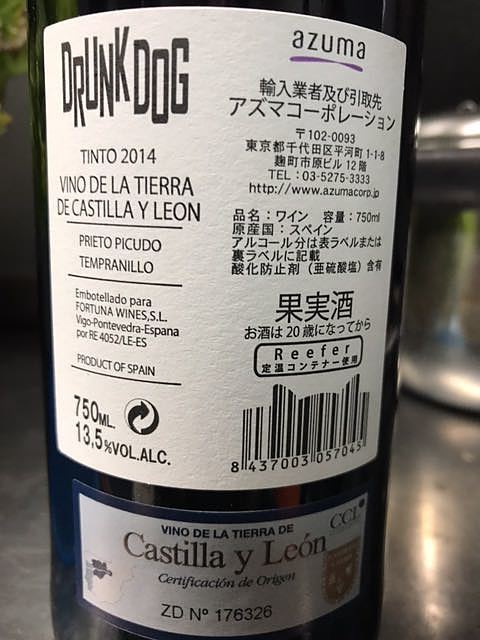 DRUNK DOG
TINTO 2014
VINO DE LA TIERRA
DE CASTILLA Y LEON
PRIETO PICUDO
TEMPRANILLO
Embotellado para
FORTUNA WINES,S.L.
Vigo-Pontevedra-Espana
por RE 4052/LE-ES
PRODUCT OF SPAIN
750ML.
13,5%VOL.ALC.
azuma
輸入業者及び引取先
アズマコーポレーション
〒102-0093
東京都千代田区平河町 1-1-8
麹町市原ビル 12 階
TEL：03-5275-3333
http://www.azumacorp.jp
品名：ワイン 容量：750ml
原産国：スペイン
アルコール分は表ラベルまたは
裏ラベルに記載
酸化防止剤（亜硫酸塩）含有
果実酒
お酒は 20 歳になってから
Reefer
定温コンテナー使用
8 437003 057045
VINO DE LA TIERRA DE
CCL
Castilla y León
Certificación de Origen
ZD Nº 176326